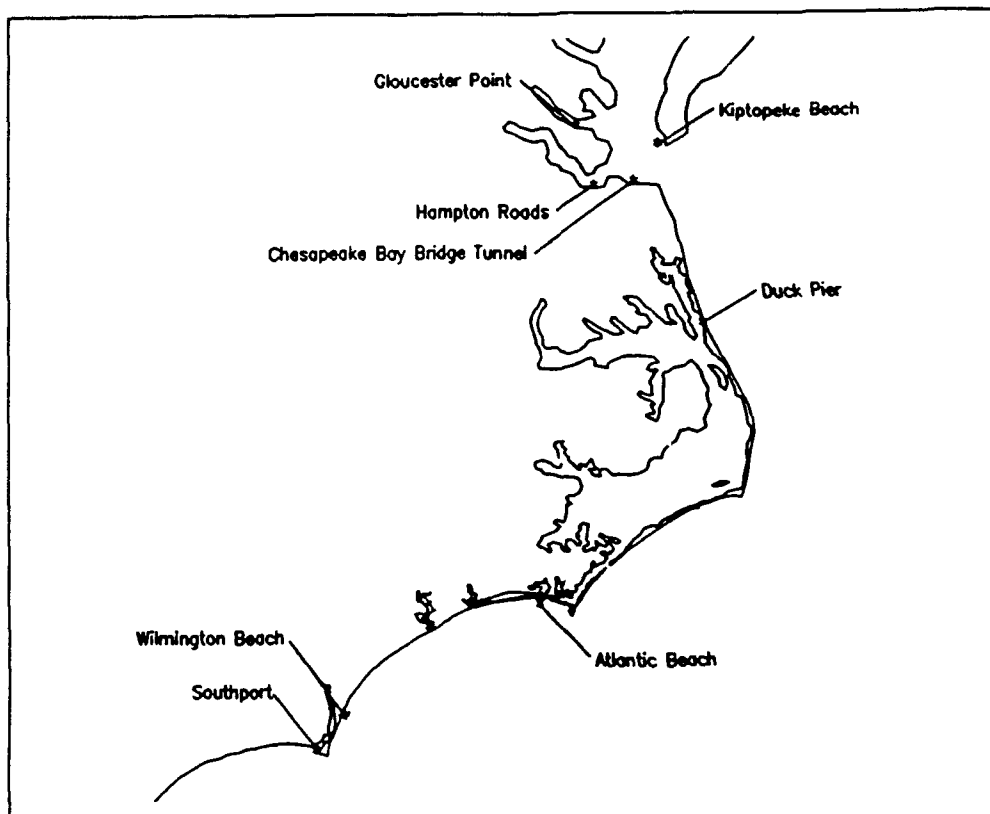 Gloucester Point
Kiptopeke Beach
Hampton Roads
Chesapeake Bay Bridge Tunnel
Duck Pier
Wilmington Beach
Atlantic Beach
Southport